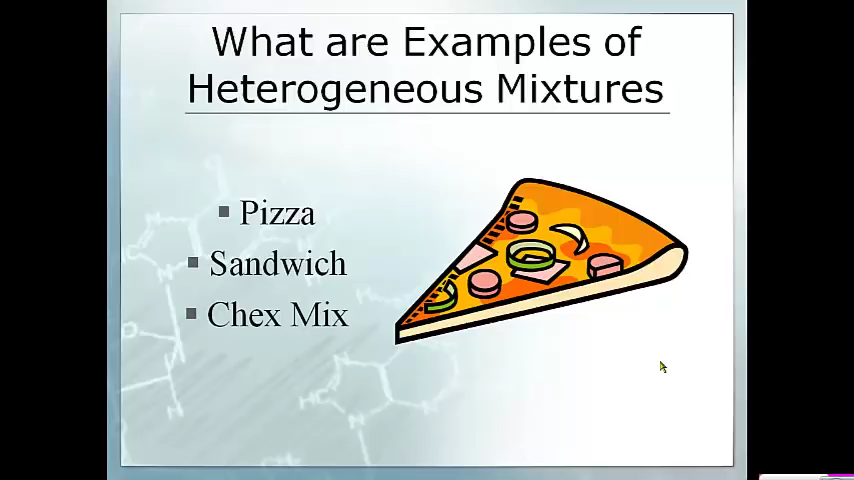 What are Examples of
Heterogeneous Mixtures
Pizza
Sandwich
Chex Mix